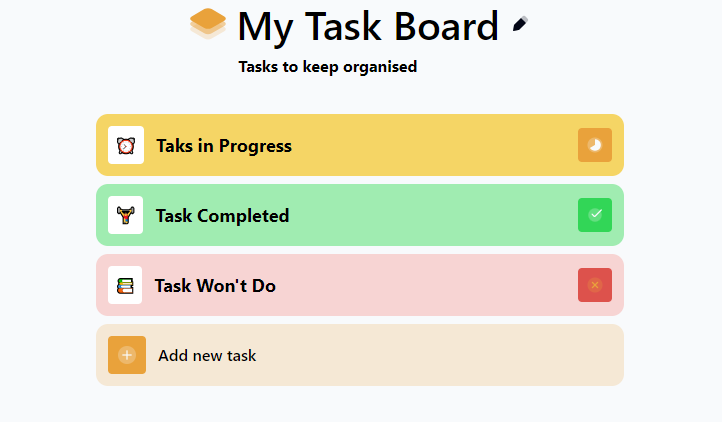 My Task Board
Tasks to keep organised
Taks in Progress
Task Completed
Task Won't Do
Add new task